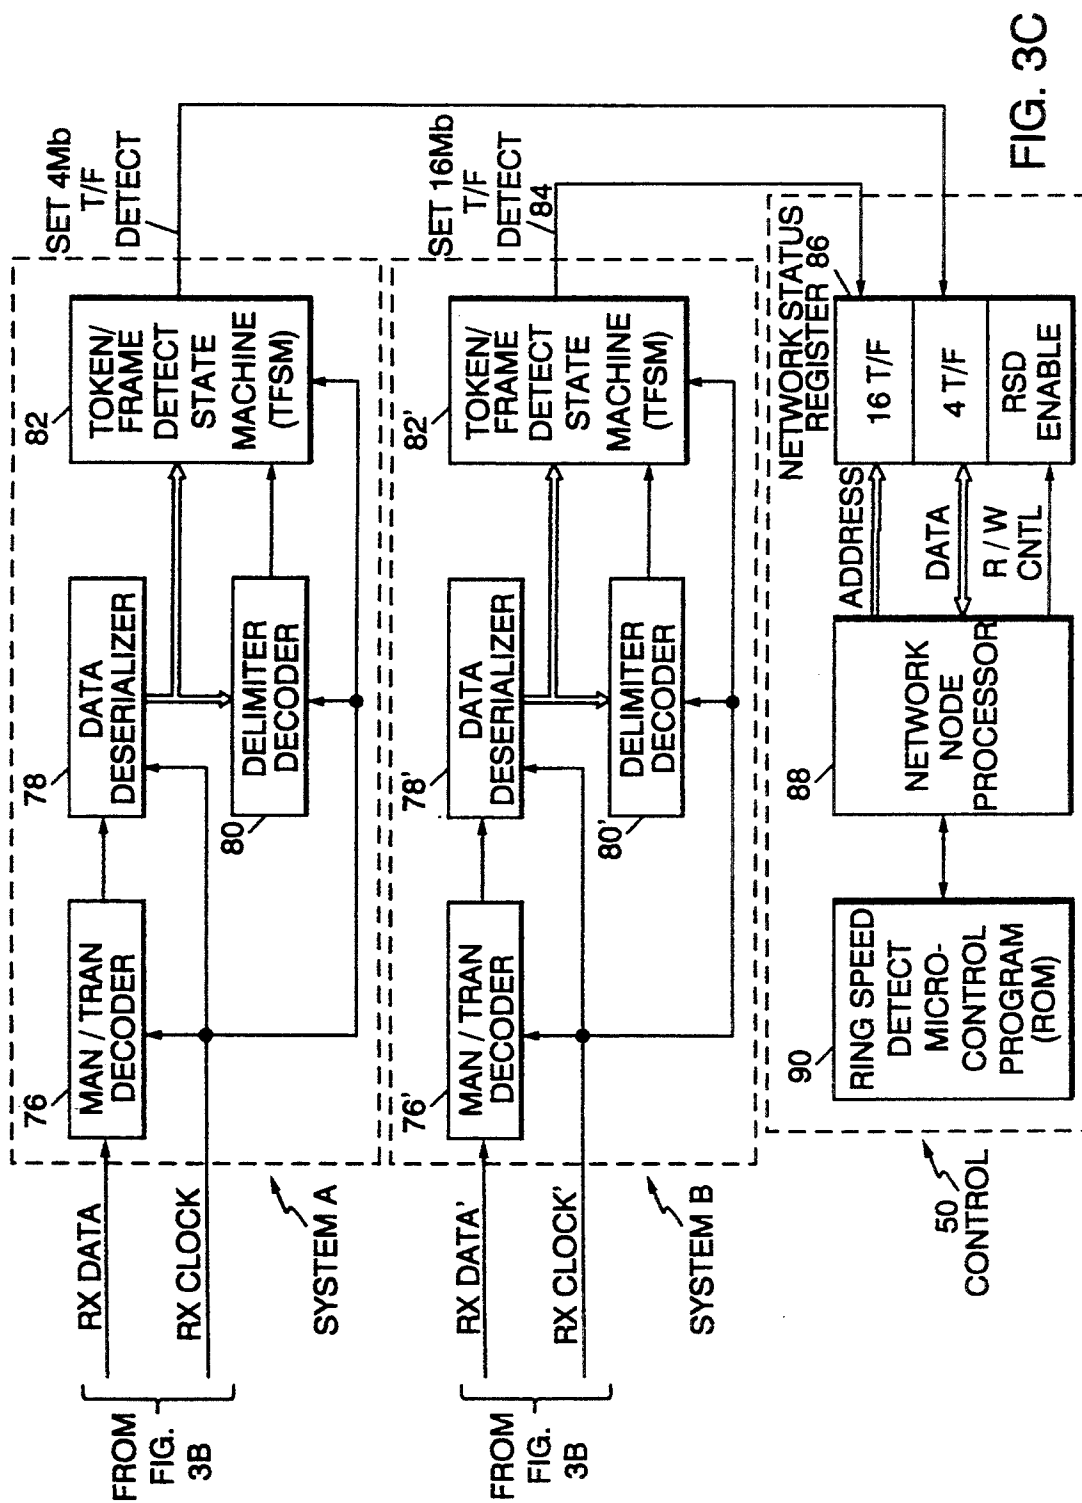 FROM
FIG.
3B
RX DATA
RX CLOCK
SYSTEM A
76
MAN / TRAN
DECODER
78
DATA
DESERIALIZER
80
DELIMITER
DECODER
82
TOKEN/
FRAME
DETECT
STATE
MACHINE
(TFSM)
SET 4Mb
T/F
DETECT
FROM
FIG.
3B
RX DATA'
RX CLOCK'
SYSTEM B
76'
MAN / TRAN
DECODER
78'
DATA
DESERIALIZER
80'
DELIMITER
DECODER
82'
TOKEN/
FRAME
DETECT
STATE
MACHINE
(TFSM)
SET 16Mb
T/F
DETECT
84
50
CONTROL
90
RING SPEED
DETECT
MICRO-
CONTROL
PROGRAM
(ROM)
88
NETWORK
NODE
PROCESSOR
ADDRESS
DATA
R / W
CNTL
NETWORK STATUS
REGISTER 86
16 T/F
4 T/F
RSD
ENABLE
FIG. 3C